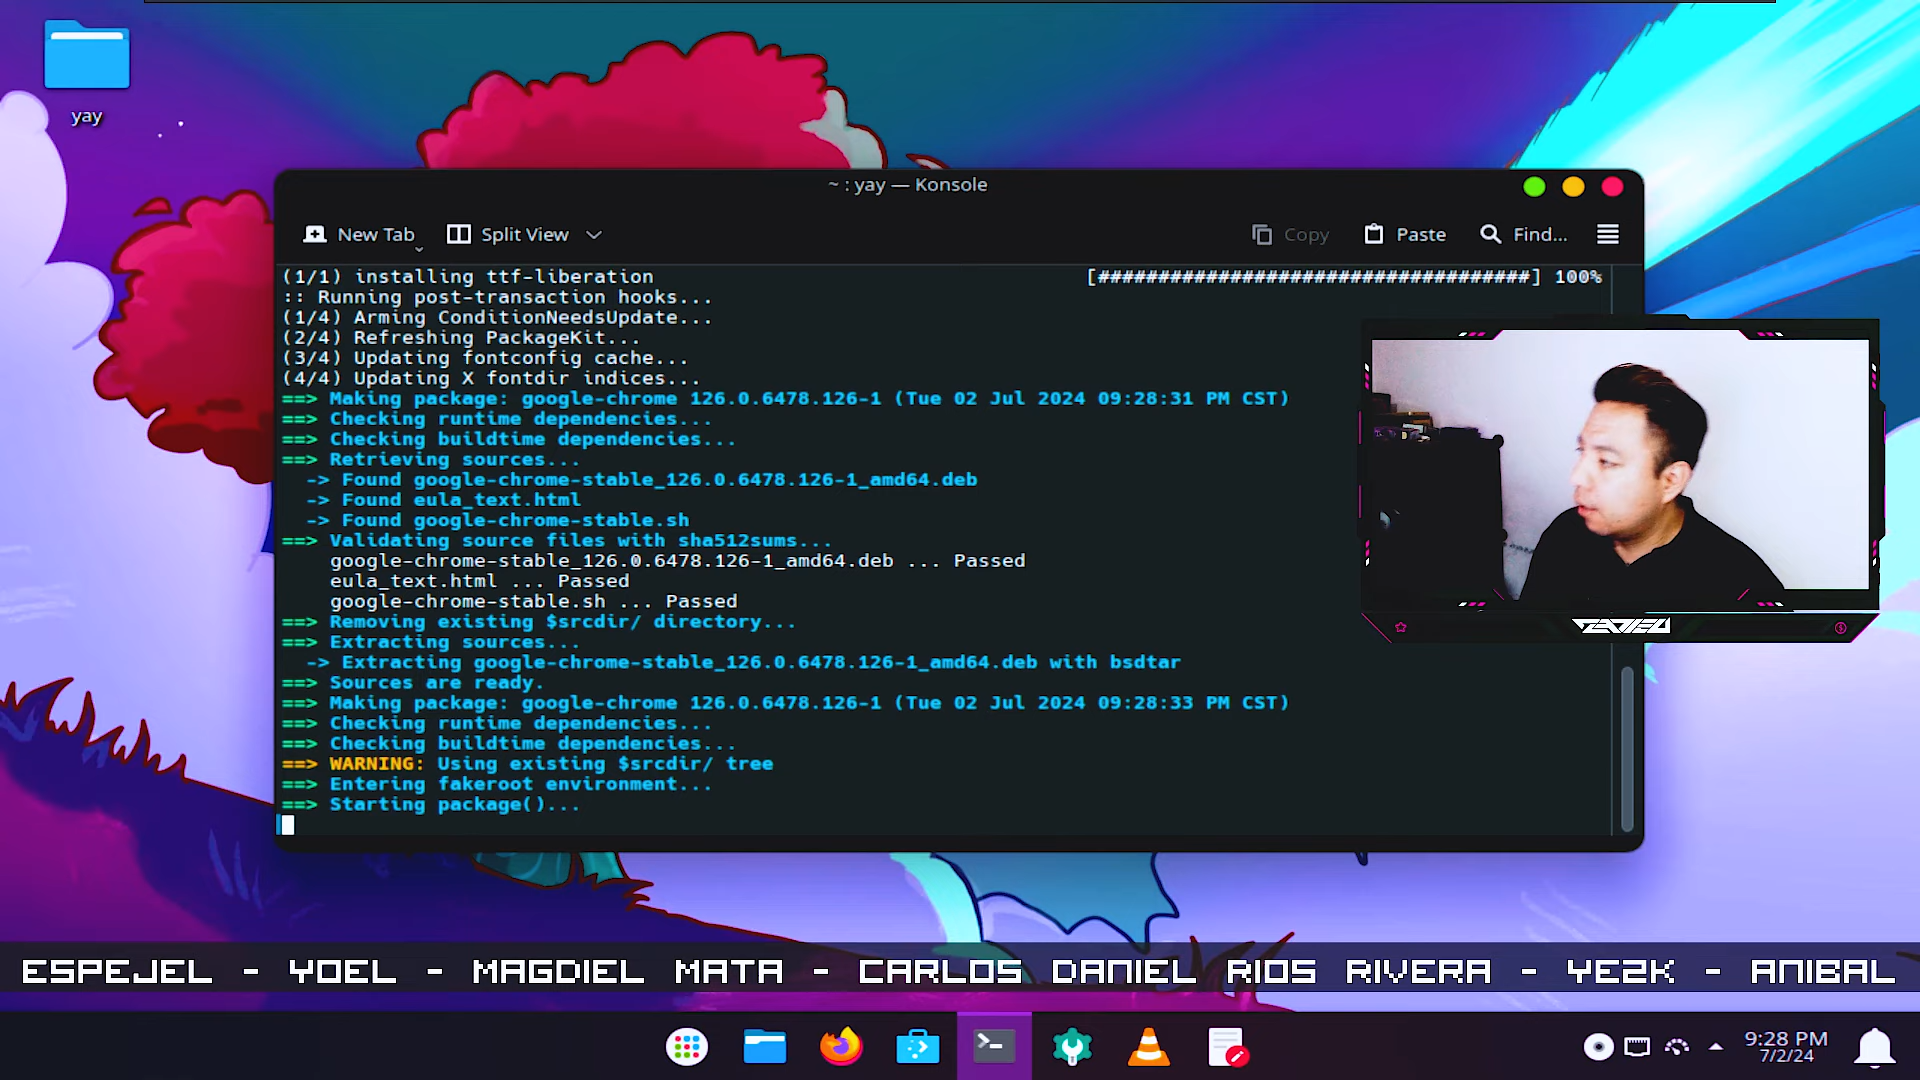 yay
~ : yay — Konsole
New Tab
Split View
Copy
Paste
Find...
(1/1) installing ttf-liberation [####################################] 100%
:: Running post-transaction hooks...
(1/4) Arming ConditionNeedsUpdate...
(2/4) Refreshing PackageKit...
(3/4) Updating fontconfig cache...
(4/4) Updating X fontdir indices...
==> Making package: google-chrome 126.0.6478.126-1 (Tue 02 Jul 2024 09:28:31 PM CST)
==> Checking runtime dependencies...
==> Checking buildtime dependencies...
==> Retrieving sources...
-> Found google-chrome-stable_126.0.6478.126-1_amd64.deb
-> Found eula_text.html
-> Found google-chrome-stable.sh
==> Validating source files with sha512sums...
google-chrome-stable_126.0.6478.126-1_amd64.deb ... Passed
eula_text.html ... Passed
google-chrome-stable.sh ... Passed
==> Removing existing $srcdir/ directory...
==> Extracting sources...
-> Extracting google-chrome-stable_126.0.6478.126-1_amd64.deb with bsdtar
==> Sources are ready.
==> Making package: google-chrome 126.0.6478.126-1 (Tue 02 Jul 2024 09:28:33 PM CST)
==> Checking runtime dependencies...
==> Checking buildtime dependencies...
==> WARNING: Using existing $srcdir/ tree
==> Entering fakeroot environment...
==> Starting package()...
ESPEJEL - YOEL - MAGDIEL MATA - CARLOS DANIEL RIOS RIVERA - YE2K - ANIBAL
9:28 PM
7/2/24